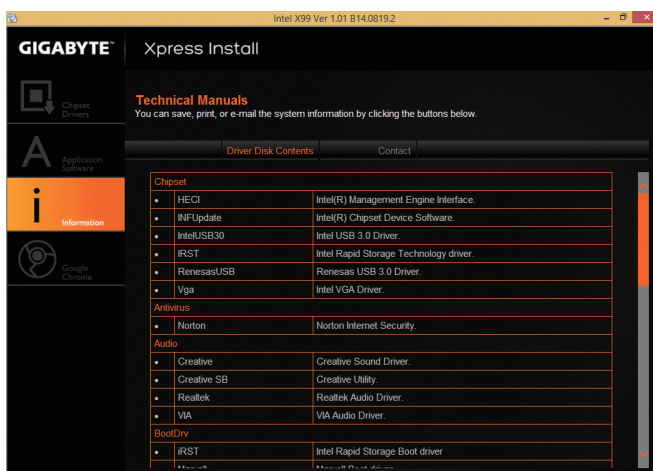 Intel X99 Ver 1.01 B14.0819.2
GIGABYTE™
Xpress Install
Chipset
Drivers
Application
Software
Information
Google
Chrome
Technical Manuals
You can save, print, or e-mail the system information by clicking the buttons below.
Driver Disk Contents Contact
Chipset
• HECI Intel(R) Management Engine Interface.
• INFUpdate Intel(R) Chipset Device Software.
• IntelUSB30 Intel USB 3.0 Driver.
• IRST Intel Rapid Storage Technology driver.
• RenesasUSB Renesas USB 3.0 Driver.
• Vga Intel VGA Driver.
Antivirus
• Norton Norton Internet Security.
Audio
• Creative Creative Sound Driver.
• Creative SB Creative Utility.
• Realtek Realtek Audio Driver.
• VIA VIA Audio Driver.
BootDrv
• iRST Intel Rapid Storage Boot driver
Marvell Marvell Boot driver